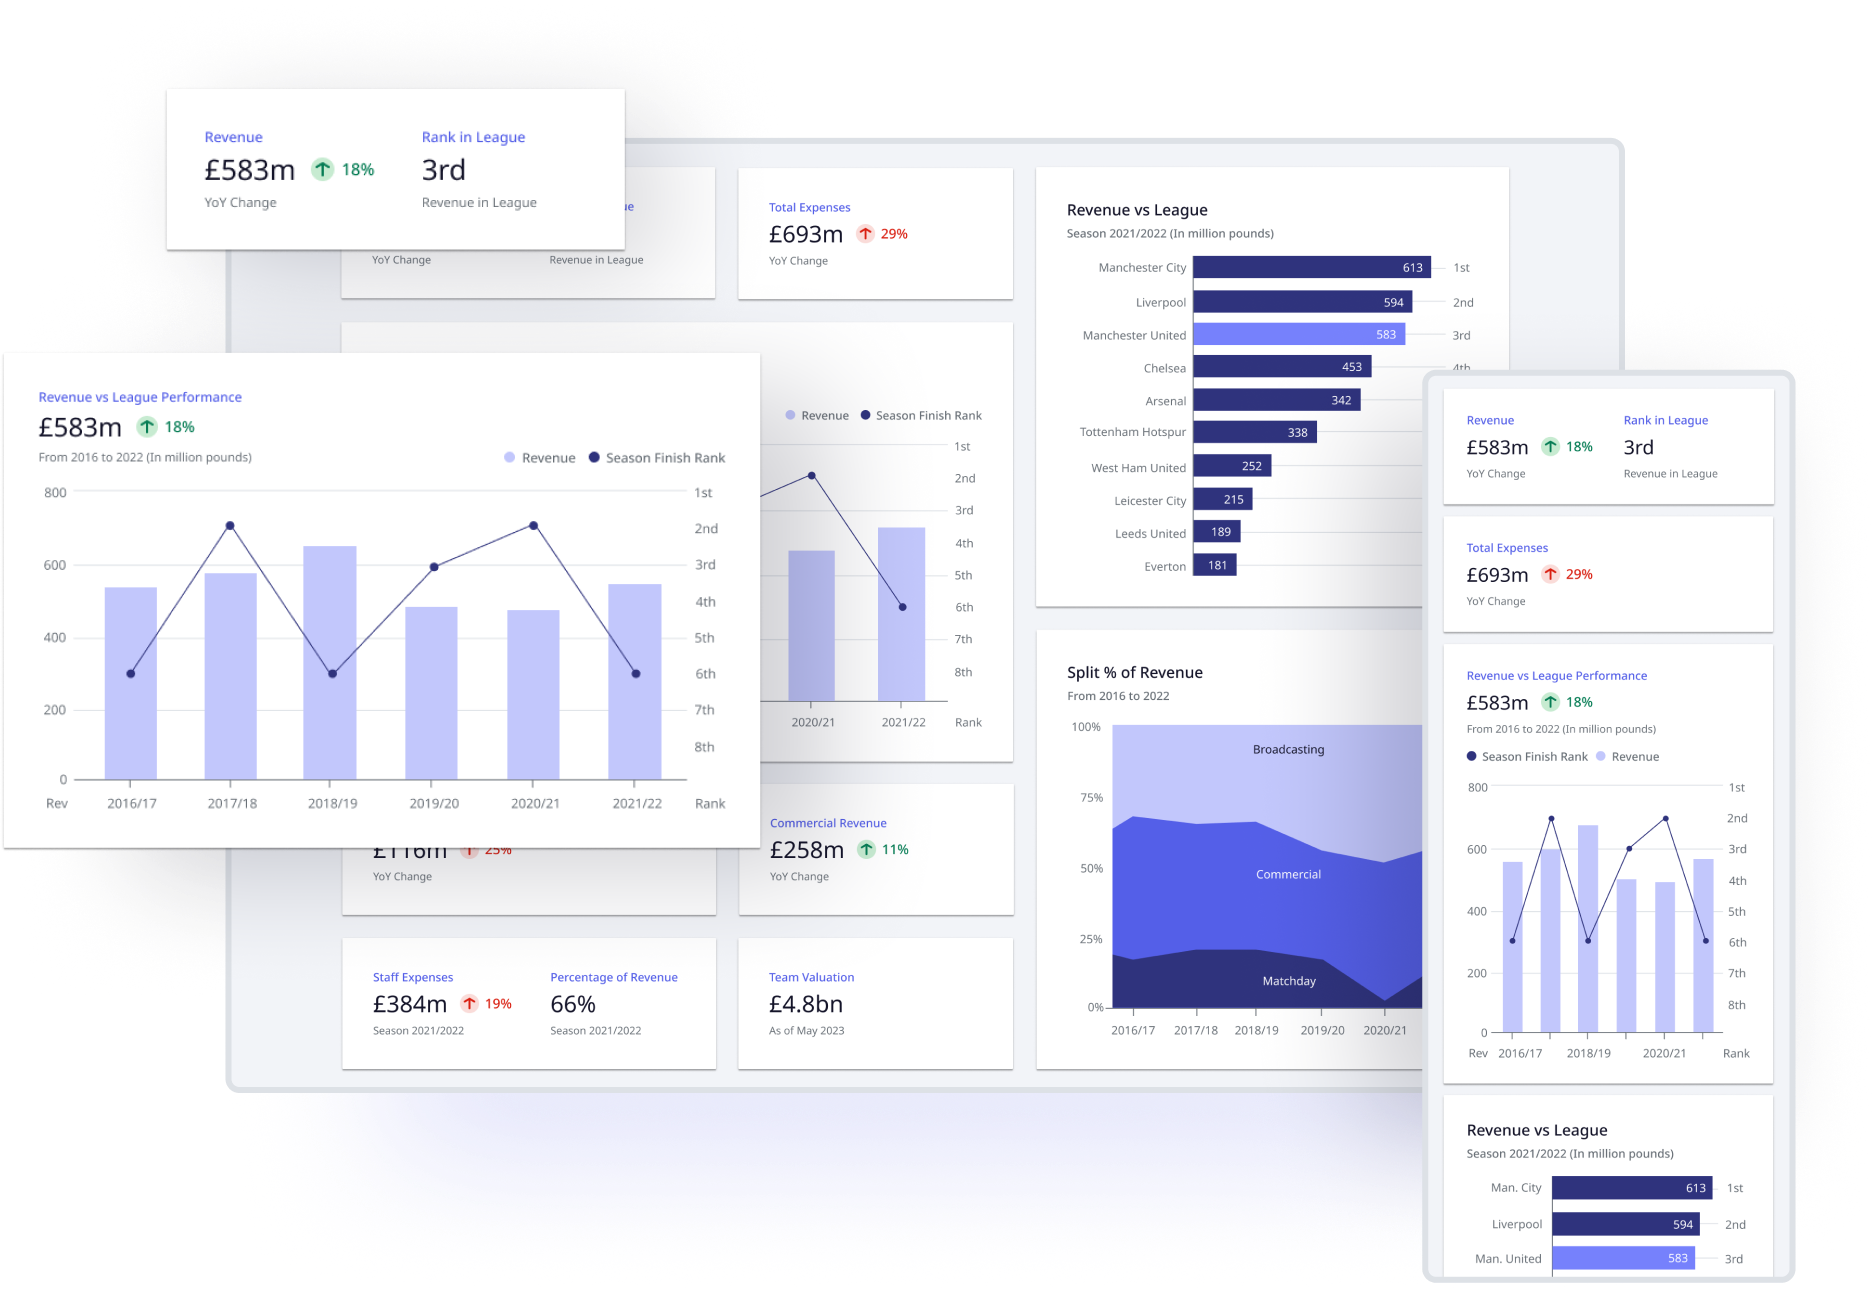 Revenue
£583m 18%
YoY Change
Rank in League
3rd
Revenue in League
YoY Change
Revenue in League
Total Expenses
£693m 29%
YoY Change
Revenue vs League
Season 2021/2022 (In million pounds)
Manchester City 613 1st
Liverpool 594 2nd
Manchester United 583 3rd
Chelsea 453 4th
Arsenal 342
Tottenham Hotspur 338
West Ham United 252
Leicester City 215
Leeds United 189
Everton 181
Revenue vs League Performance
£583m 18%
From 2016 to 2022 (In million pounds)
Revenue Season Finish Rank
800 1st
2nd
600 3rd
4th
400 5th
6th
200 7th
8th
0
Rev 2016/17 2017/18 2018/19 2019/20 2020/21 2021/22 Rank
Revenue Season Finish Rank
1st
2nd
3rd
4th
5th
6th
7th
8th
2020/21 2021/22 Rank
£116m 25%
YoY Change
Commercial Revenue
£258m 11%
YoY Change
Staff Expenses
£384m 19%
Season 2021/2022
Percentage of Revenue
66%
Season 2021/2022
Team Valuation
£4.8bn
As of May 2023
Split % of Revenue
From 2016 to 2022
100%
Broadcasting
75%
50%
Commercial
25%
Matchday
0%
2016/17 2017/18 2018/19 2019/20 2020/21
Revenue
£583m 18%
YoY Change
Rank in League
3rd
Revenue in League
Total Expenses
£693m 29%
YoY Change
Revenue vs League Performance
£583m 18%
From 2016 to 2022 (In million pounds)
Season Finish Rank Revenue
800 1st
2nd
600 3rd
4th
400 5th
6th
200 7th
8th
0
Rev 2016/17 2018/19 2020/21 Rank
Revenue vs League
Season 2021/2022 (In million pounds)
Man. City 613 1st
Liverpool 594 2nd
Man. United 583 3rd